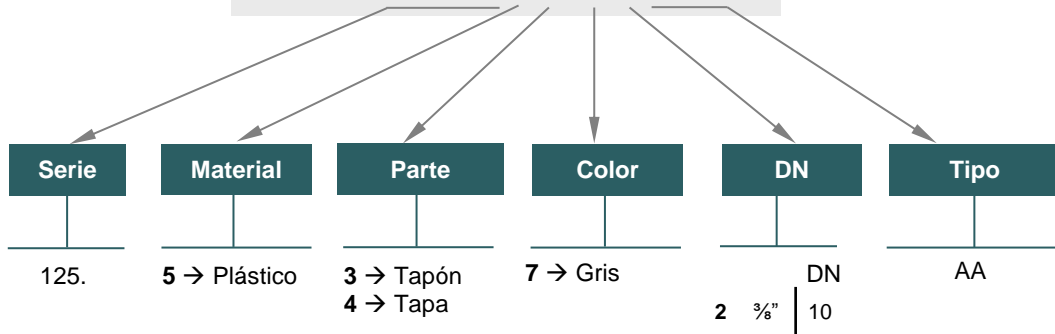 Serie Material Parte Color DN Tipo
125. 5 → Plástico 3 → Tapón 7 → Gris DN AA
4 → Tapa 2 ⅜” 10